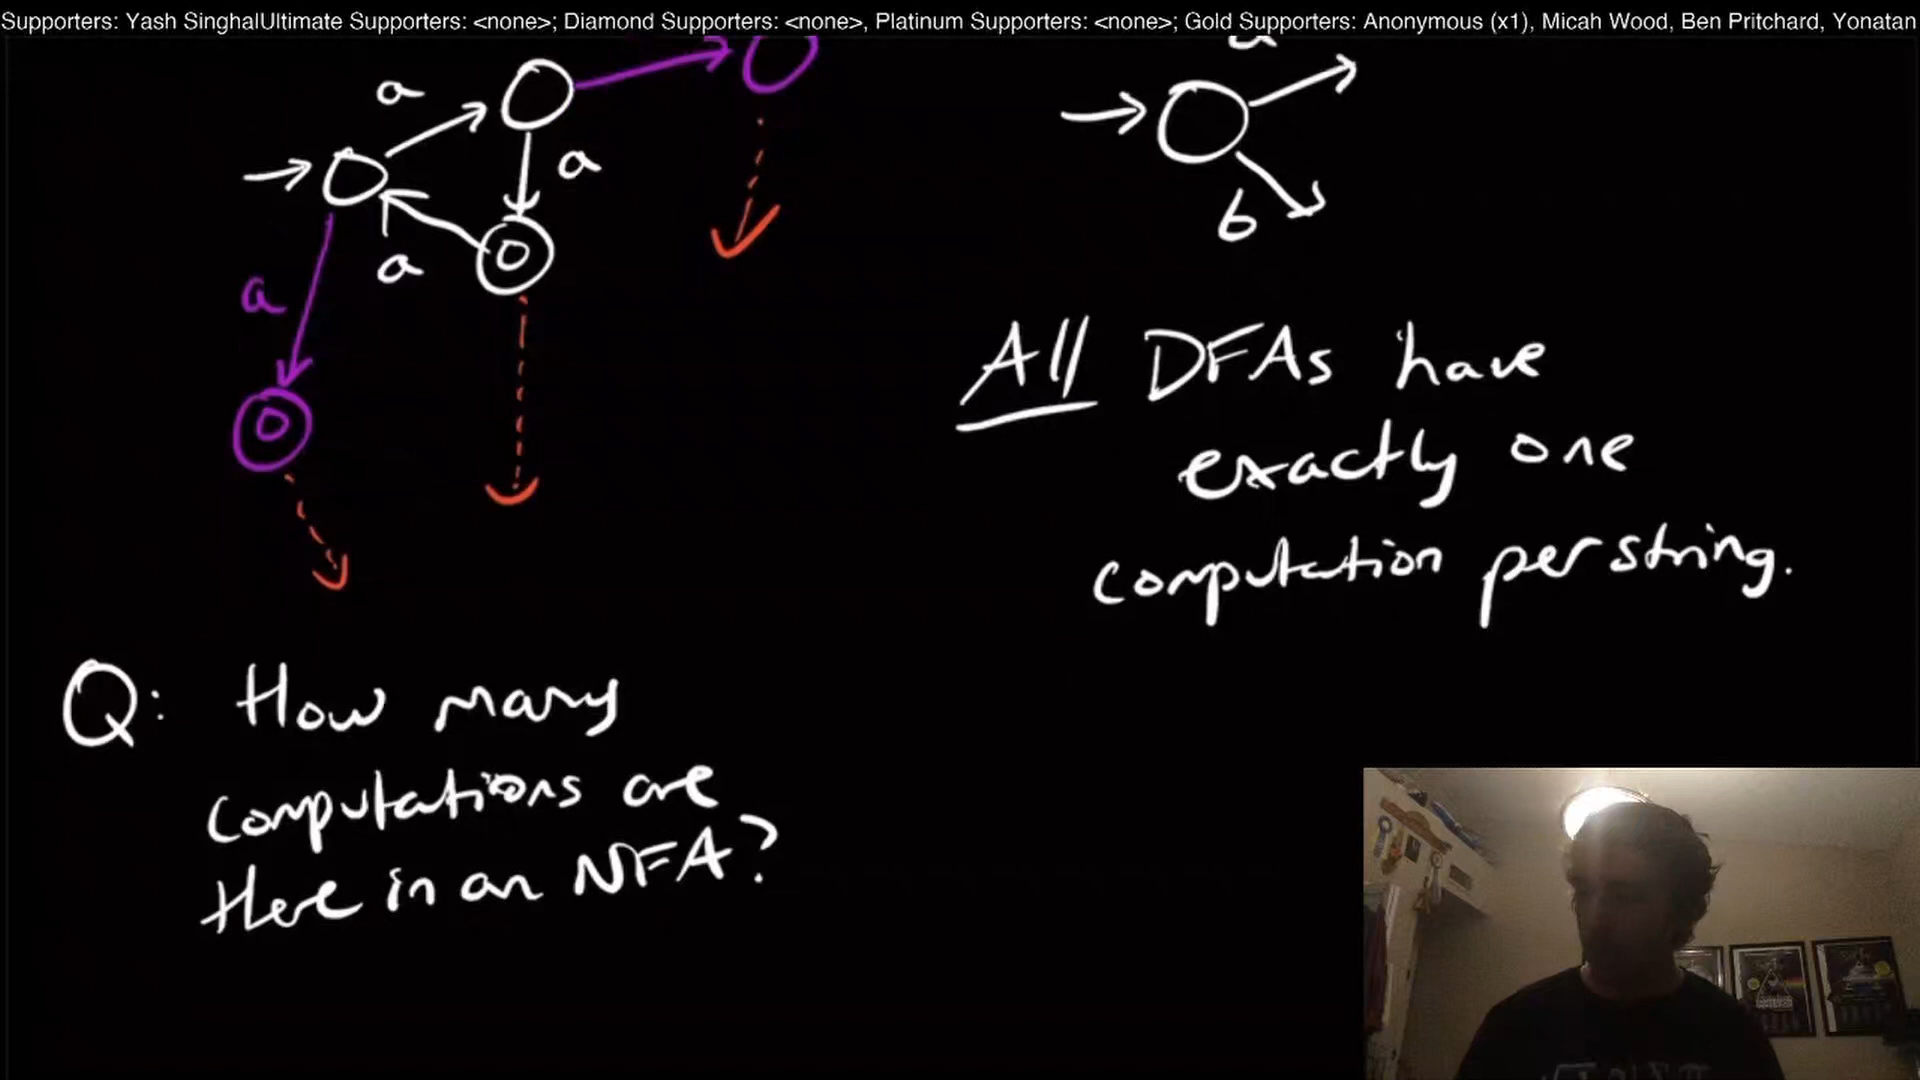 Supporters: Yash SinghalUltimate Supporters: <none>; Diamond Supporters: <none>, Platinum Supporters: <none>; Gold Supporters: Anonymous (x1), Micah Wood, Ben Pritchard, Yonatan
a
a
a
a
a
b
All DFAs have
exactly one
computation per string.
Q: How many
computations are
there in an NFA?